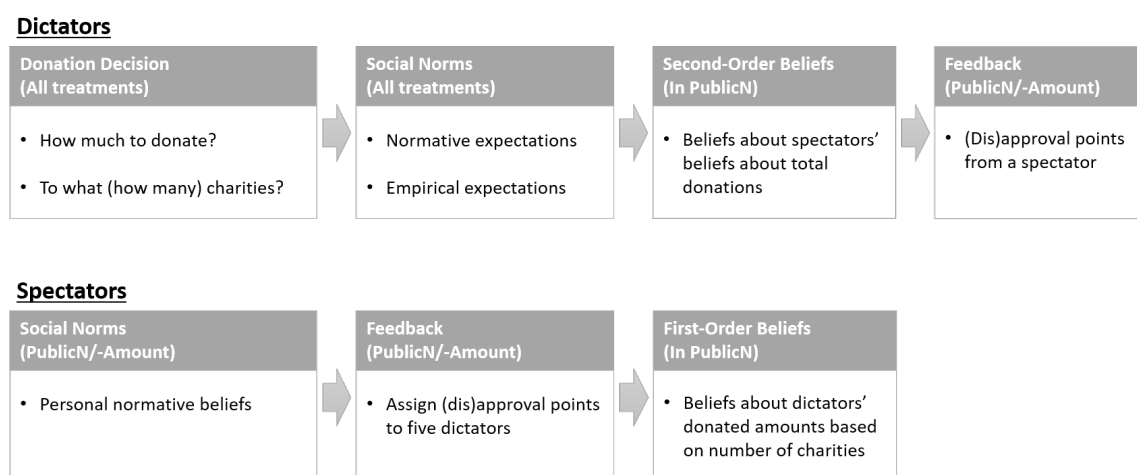 Dictators
Donation Decision
(All treatments)
• How much to donate?
• To what (how many) charities?
Social Norms
(All treatments)
• Normative expectations
• Empirical expectations
Second-Order Beliefs
(In PublicN)
• Beliefs about spectators'
beliefs about total
donations
Feedback
(PublicN/-Amount)
• (Dis)approval points
from a spectator
Spectators
Social Norms
(PublicN/-Amount)
• Personal normative beliefs
Feedback
(PublicN/-Amount)
• Assign (dis)approval points
to five dictators
First-Order Beliefs
(In PublicN)
• Beliefs about dictators'
donated amounts based
on number of charities